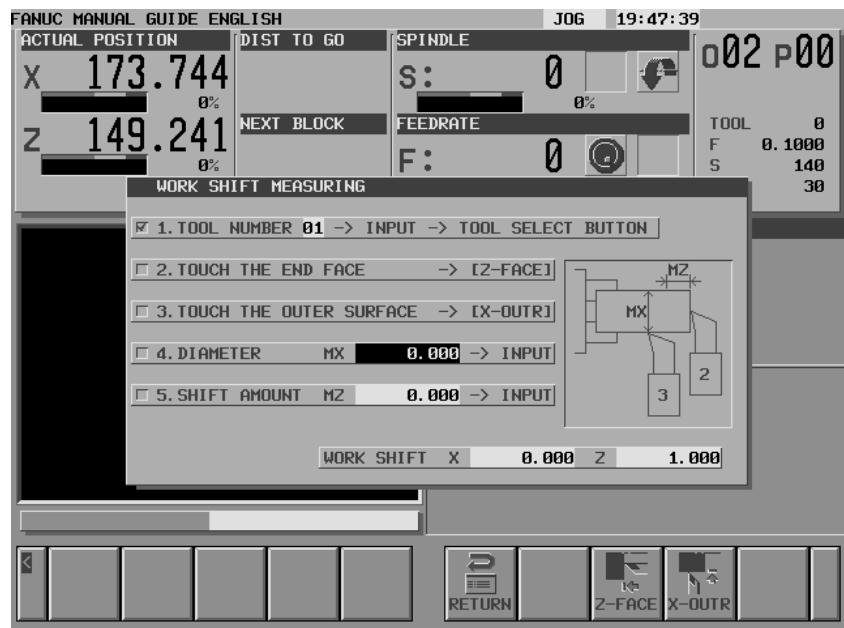 FANUC MANUAL GUIDE ENGLISH JOG 19:47:39
ACTUAL POSITION DIST TO GO SPINDLE O02 P00
X 173.744 S: 0
0% 0%
Z 149.241 NEXT BLOCK FEEDRATE TOOL 0
F: 0 F 0.1000
0% S 140
30
WORK SHIFT MEASURING
1.TOOL NUMBER 01 -> INPUT -> TOOL SELECT BUTTON
2.TOUCH THE END FACE -> [Z-FACE]
3.TOUCH THE OUTER SURFACE -> [X-OUTR]
4.DIAMETER MX 0.000 -> INPUT
5.SHIFT AMOUNT MZ 0.000 -> INPUT
MZ
MX
2
3
WORK SHIFT X 0.000 Z 1.000
<
RETURN Z-FACE X-OUTR